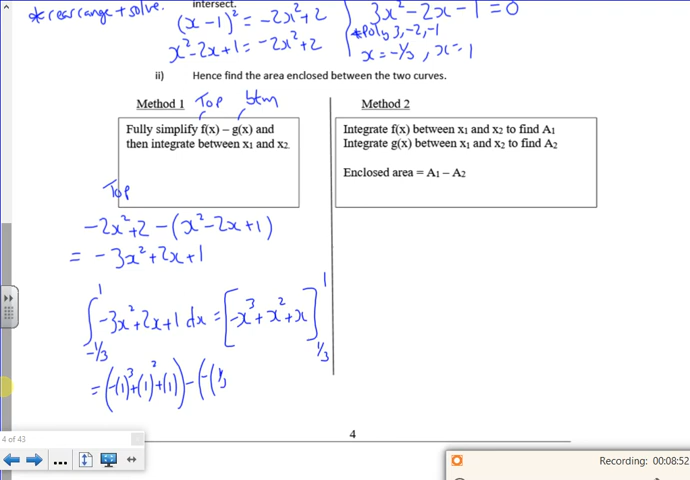 intersect.
*rearrange + solve.
(x - 1)² = -2x² + 2
x² - 2x + 1 = -2x² + 2
3x² - 2x - 1 = 0
*Poly 3, -2, -1
x = -1/3, x = 1
ii) Hence find the area enclosed between the two curves.
Method 1 Top btm
Fully simplify f(x) – g(x) and
then integrate between x1 and x2.
Top
-2x² + 2 - (x² - 2x + 1)
= -3x² + 2x + 1
∫ from -1/3 to 1 -3x² + 2x + 1 dx = [-x³ + x² + x] 1 1/3
= (-(1)³ + (1)² + (1)) - (-(1/3
Method 2
Integrate f(x) between x1 and x2 to find A1
Integrate g(x) between x1 and x2 to find A2
Enclosed area = A1 – A2
4
4 of 43
Recording: 00:08:52